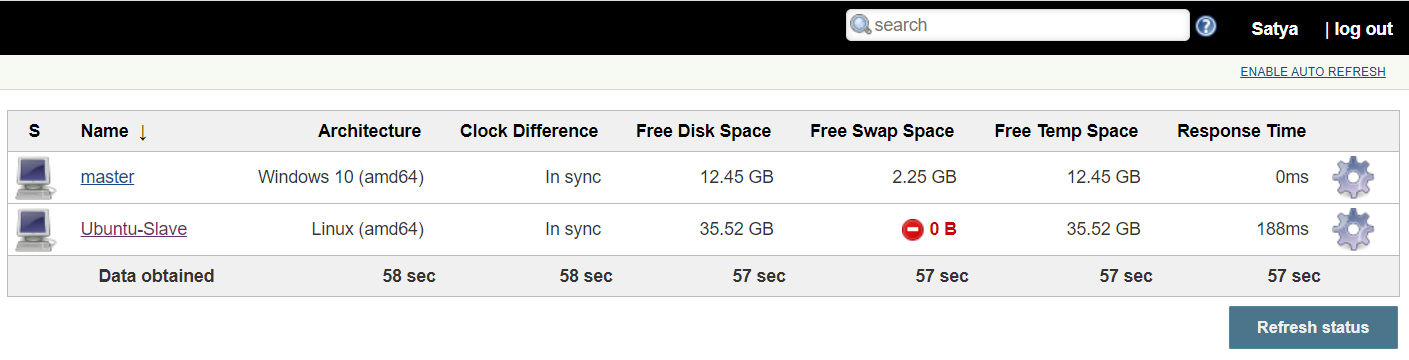 search ? Satya | log out
ENABLE AUTO REFRESH
S Name ↓ Architecture Clock Difference Free Disk Space Free Swap Space Free Temp Space Response Time
master Windows 10 (amd64) In sync 12.45 GB 2.25 GB 12.45 GB 0ms
Ubuntu-Slave Linux (amd64) In sync 35.52 GB 0 B 35.52 GB 188ms
Data obtained 58 sec 58 sec 57 sec 57 sec 57 sec 57 sec
Refresh status